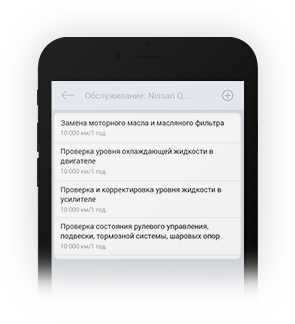 Обслуживание: Nissan Q...
Замена моторного масла и масляного фильтра
10 000 км/1 год
Проверка уровня охлаждающей жидкости в
двигателе
10 000 км/1 год
Проверка и корректировка уровня жидкости в
усилителе
10 000 км/1 год
Проверка состояния рулевого управления,
подвески, тормозной системы, шаровых опор
10 000 км/1 год